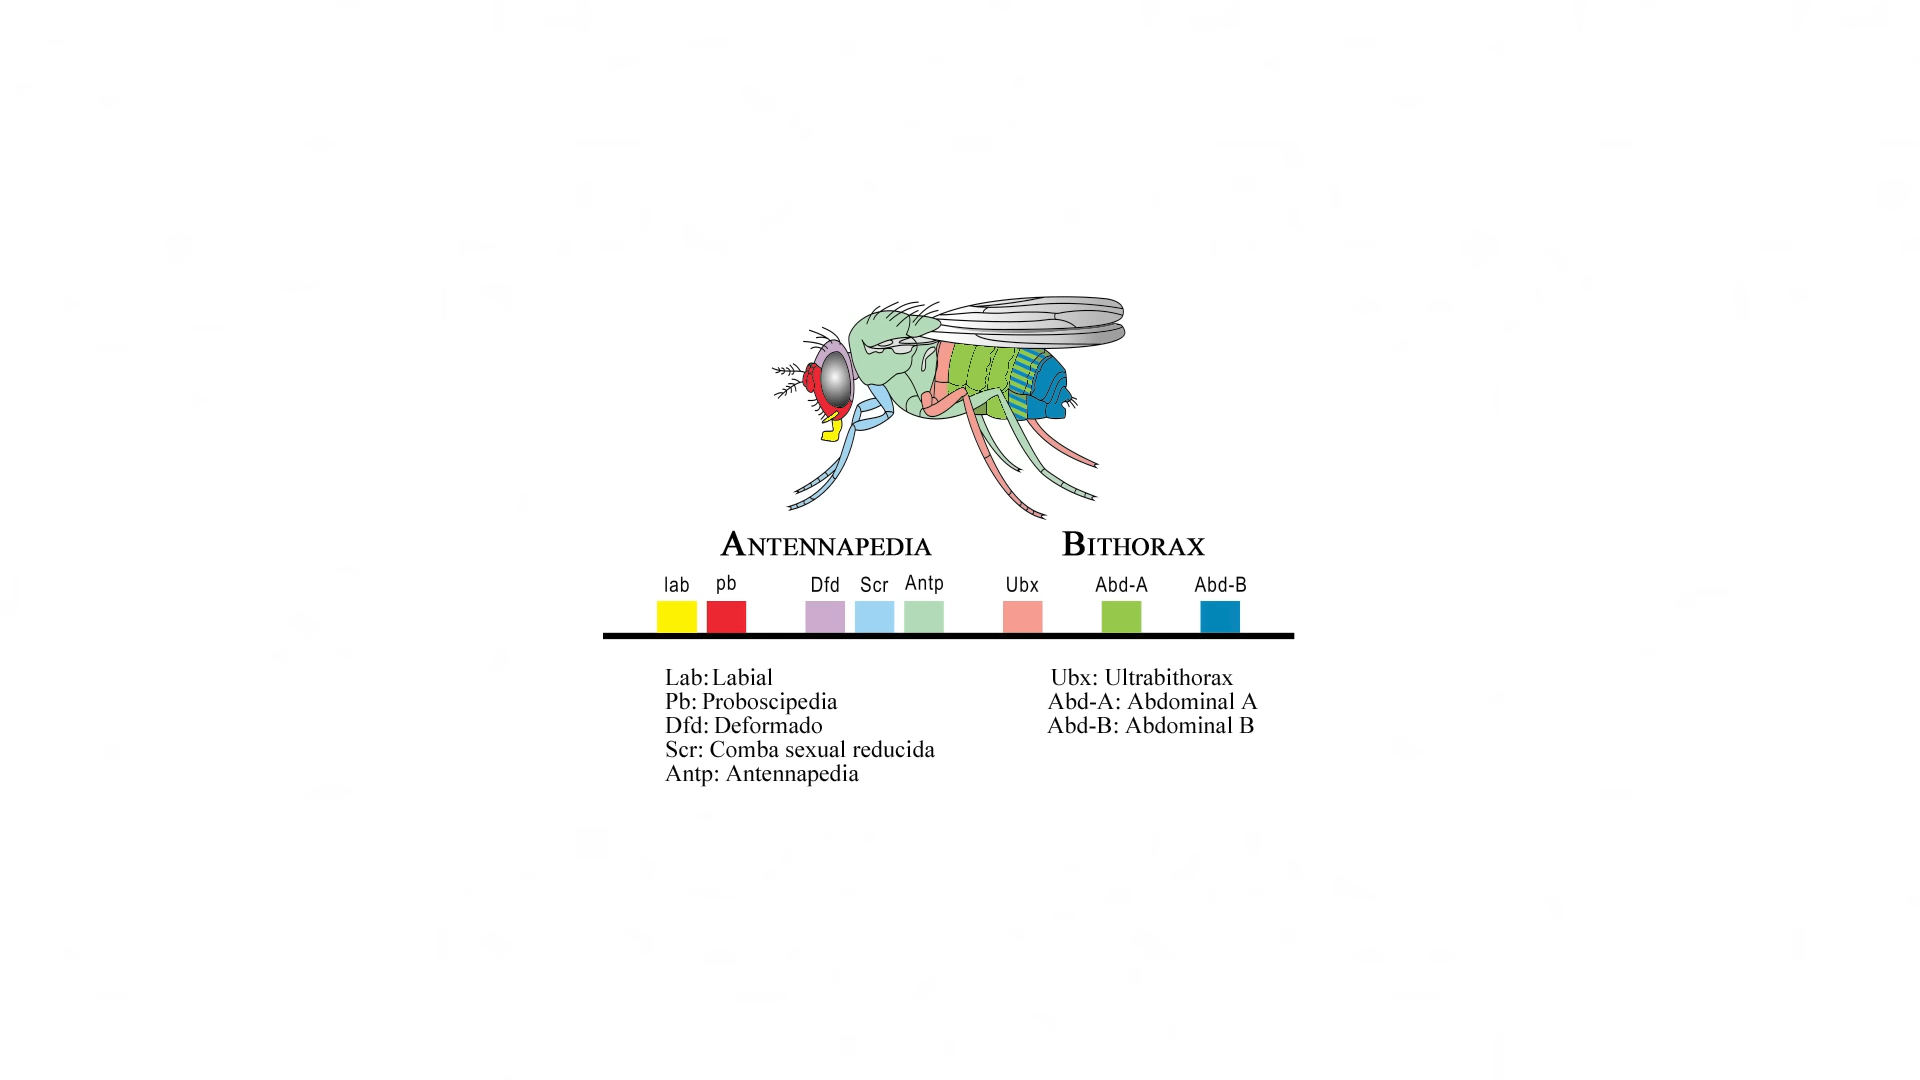 ANTENNAPEDIA BITHORAX
lab pb Dfd Scr Antp Ubx Abd-A Abd-B
Lab: Labial
Pb: Proboscipedia
Dfd: Deformado
Scr: Comba sexual reducida
Antp: Antennapedia
Ubx: Ultrabithorax
Abd-A: Abdominal A
Abd-B: Abdominal B